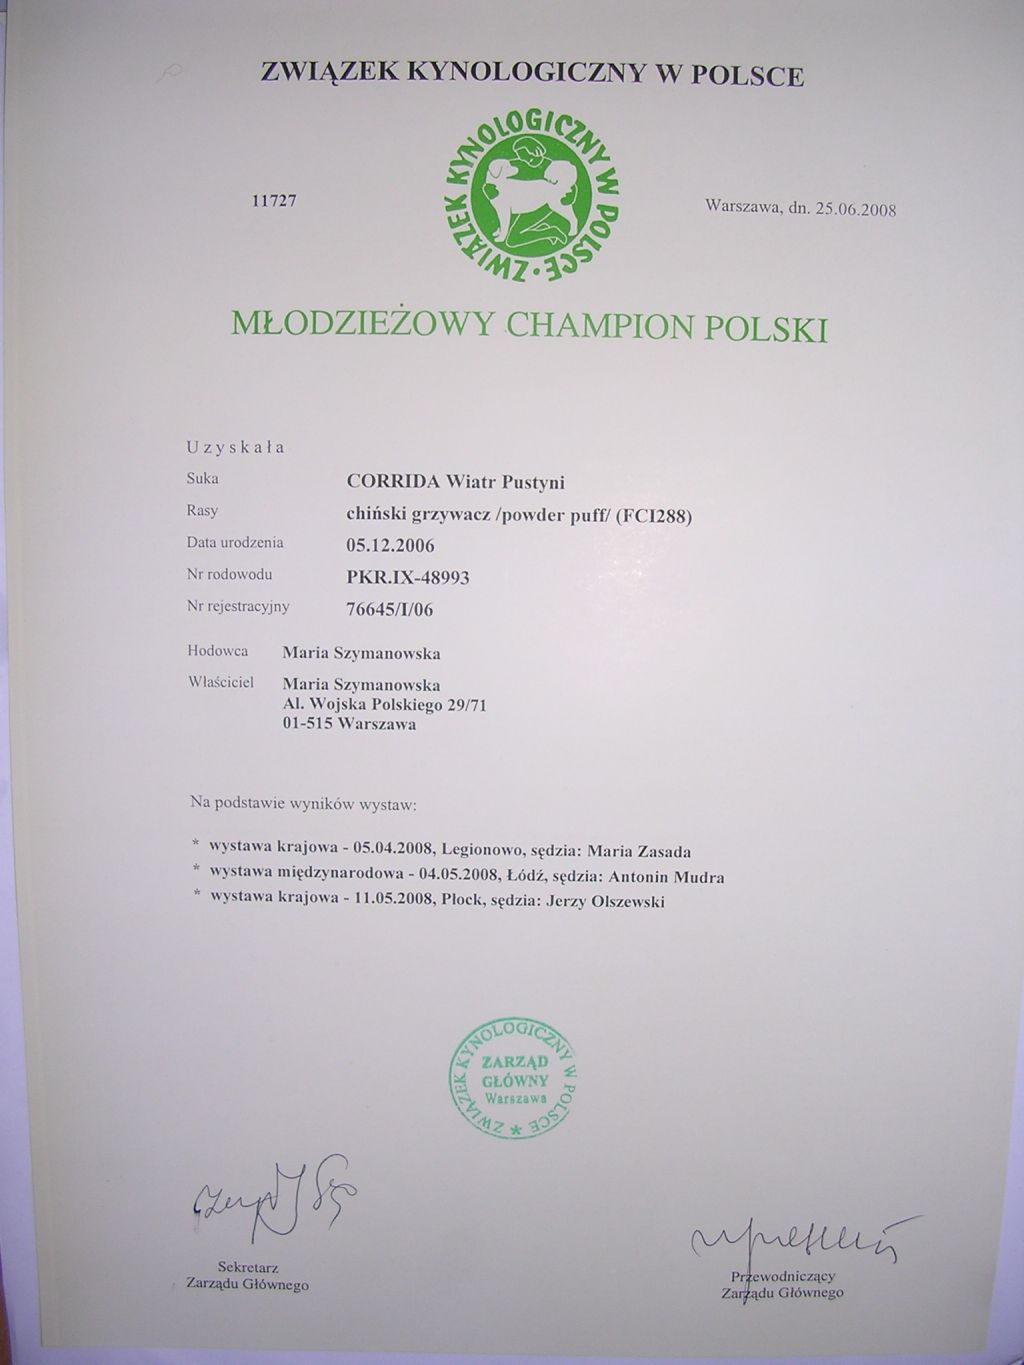 ZWIĄZEK KYNOLOGICZNY W POLSCE
ZWIĄZEK KYNOLOGICZNY W POLSCE
11727
Warszawa, dn. 25.06.2008
MŁODZIEŻOWY CHAMPION POLSKI
Uzyskała
Suka CORRIDA Wiatr Pustyni
Rasy chiński grzywacz /powder puff/ (FCI288)
Data urodzenia 05.12.2006
Nr rodowodu PKR.IX-48993
Nr rejestracyjny 76645/I/06
Hodowca Maria Szymanowska
Właściciel Maria Szymanowska
Al. Wojska Polskiego 29/71
01-515 Warszawa
Na podstawie wyników wystaw:
* wystawa krajowa - 05.04.2008, Legionowo, sędzia: Maria Zasada
* wystawa międzynarodowa - 04.05.2008, Łódź, sędzia: Antonin Mudra
* wystawa krajowa - 11.05.2008, Płock, sędzia: Jerzy Olszewski
ZWIĄZEK KYNOLOGICZNY W POLSCE *
ZARZĄD
GŁÓWNY
Warszawa
Sekretarz
Zarządu Głównego
Przewodniczący
Zarządu Głównego